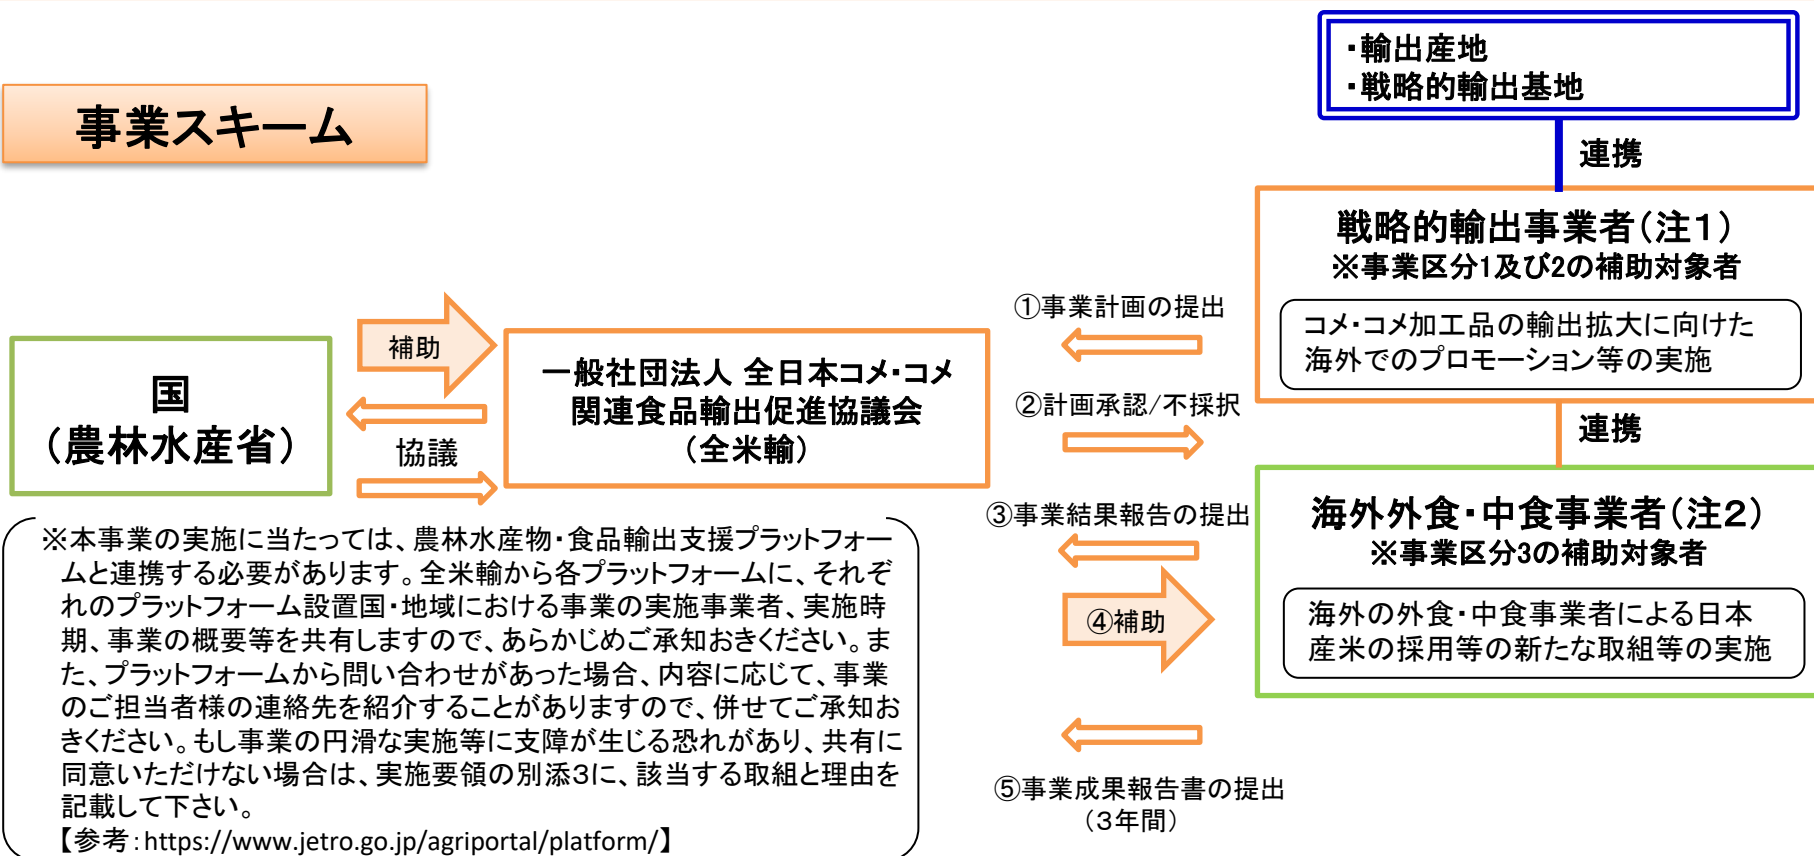 ・輸出産地
・戦略的輸出基地
事業スキーム
連携
戦略的輸出事業者（注１）
※事業区分1及び2の補助対象者
コメ・コメ加工品の輸出拡大に向けた
海外でのプロモーション等の実施
連携
海外外食・中食事業者（注２）
※事業区分3の補助対象者
海外の外食・中食事業者による日本
産米の採用等の新たな取組等の実施
国
（農林水産省）
補助
協議
一般社団法人 全日本コメ・コメ
関連食品輸出促進協議会
（全米輸）
①事業計画の提出
②計画承認/不採択
③事業結果報告の提出
④補助
⑤事業成果報告書の提出
（３年間）
※本事業の実施に当たっては、農林水産物・食品輸出支援プラットフォー
ムと連携する必要があります。全米輸から各プラットフォームに、それぞ
れのプラットフォーム設置国・地域における事業の実施事業者、実施時
期、事業の概要等を共有しますので、あらかじめご承知おきください。ま
た、プラットフォームから問い合わせがあった場合、内容に応じて、事業
のご担当者様の連絡先を紹介することがありますので、併せてご承知お
きください。もし事業の円滑な実施等に支障が生じる恐れがあり、共有に
同意いただけない場合は、実施要領の別添３に、該当する取組と理由を
記載して下さい。
【参考：https://www.jetro.go.jp/agriportal/platform/】